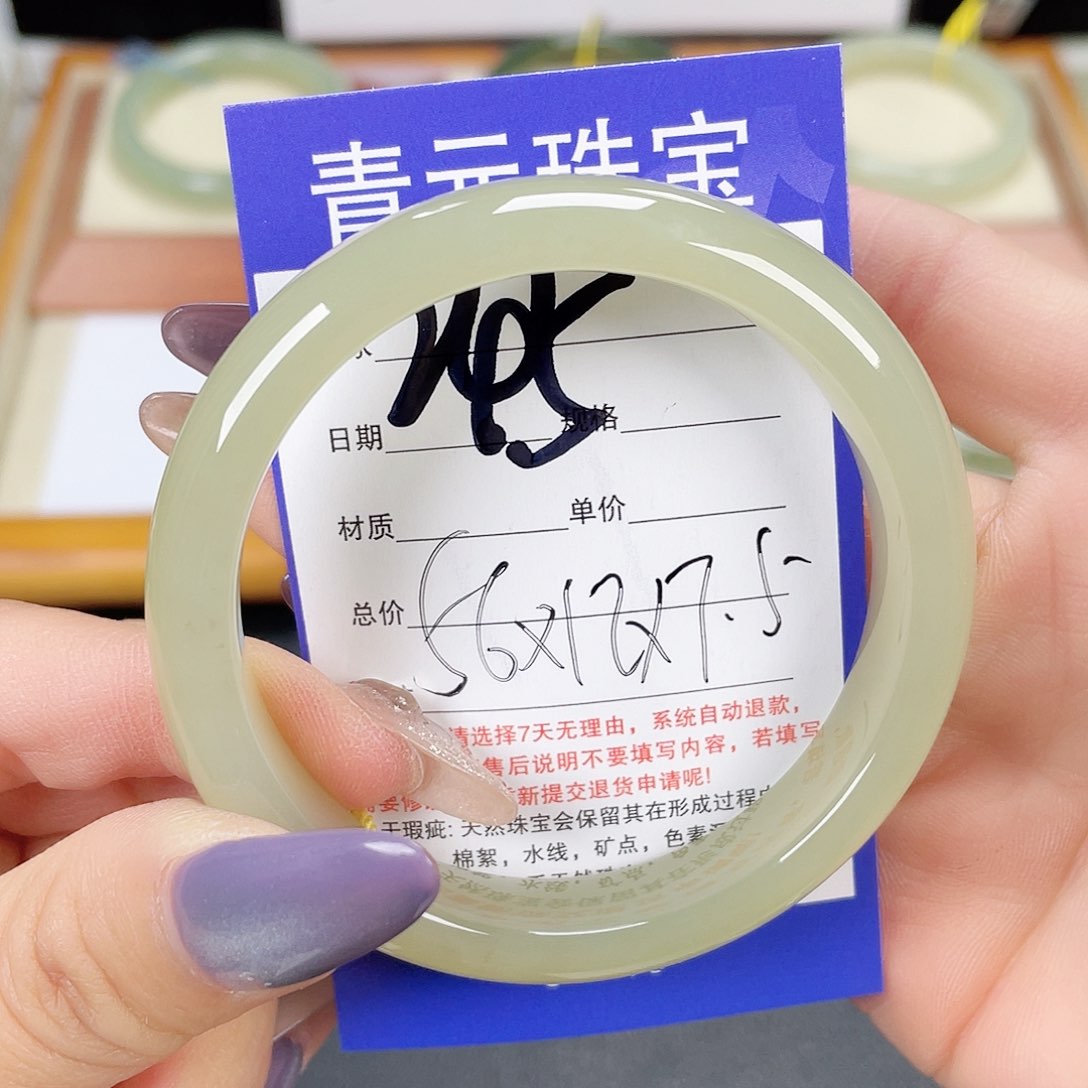 青元珠宝
日期 规格
材质 单价
总价 56x12x7.5
请选择7天无理由，系统自动退款，
售后说明不要填写内容，若填写
新提交退货申请呢!
瑕疵: 天然珠宝会保留其在形成过程
棉絮，水线，矿点，色素